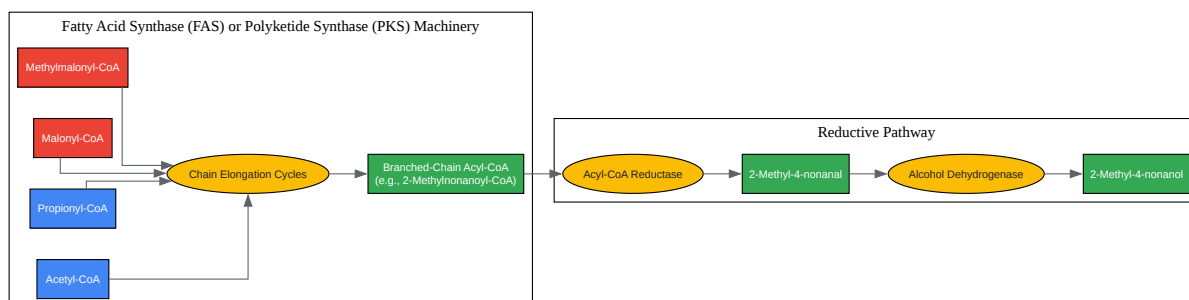 Fatty Acid Synthase (FAS) or Polyketide Synthase (PKS) Machinery
Methylmalonyl-CoA
Malonyl-CoA
Propionyl-CoA
Acetyl-CoA
Chain Elongation Cycles
Branched-Chain Acyl-CoA
(e.g., 2-Methylnonanoyl-CoA)
Reductive Pathway
Acyl-CoA Reductase
2-Methyl-4-nonanal
Alcohol Dehydrogenase
2-Methyl-4-nonanol